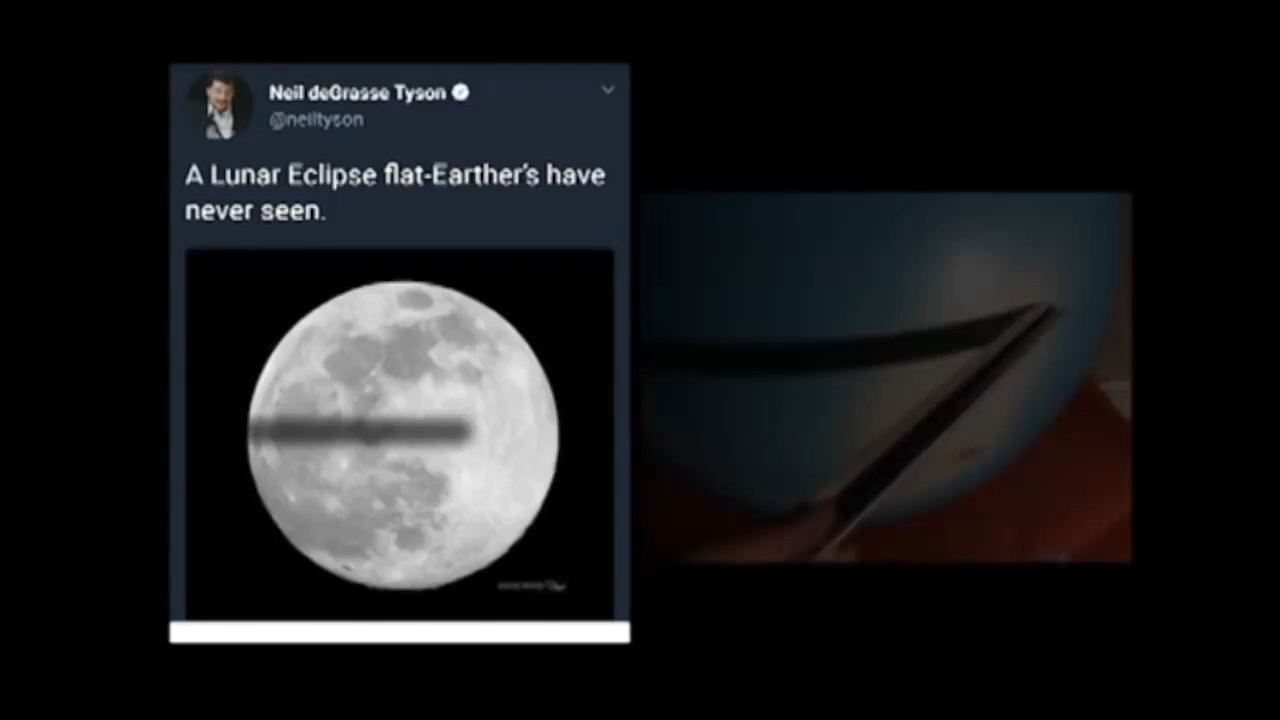 Neil deGrasse Tyson
@neiltyson
A Lunar Eclipse flat-Earther's have
never seen.